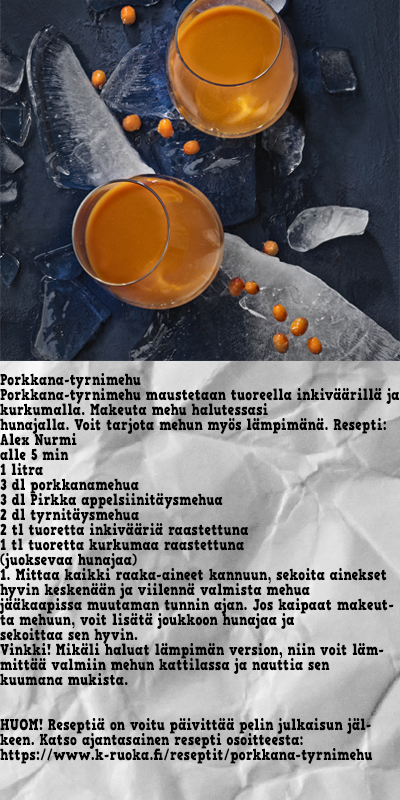 Porkkana-tyrnimehu
Porkkana-tyrnimehu maustetaan tuoreella inkiväärillä ja
kurkumalla. Makeuta mehu halutessasi
hunajalla. Voit tarjota mehun myös lämpimänä. Resepti:
Alex Nurmi
alle 5 min
1 litra
3 dl porkkanamehua
3 dl Pirkka appelsiinitäysmehua
2 dl tyrnitäysmehua
2 tl tuoretta inkivääriä raastettuna
1 tl tuoretta kurkumaa raastettuna
(juoksevaa hunajaa)
1. Mittaa kaikki raaka-aineet kannuun, sekoita ainekset
hyvin keskenään ja viilennä valmista mehua
jääkaapissa muutaman tunnin ajan. Jos kaipaat makeut-
ta mehuun, voit lisätä joukkoon hunajaa ja
sekoittaa sen hyvin.
Vinkki! Mikäli haluat lämpimän version, niin voit läm-
mittää valmiin mehun kattilassa ja nauttia sen
kuumana mukista.
HUOM! Reseptiä on voitu päivittää pelin julkaisun jäl-
keen. Katso ajantasainen resepti osoitteesta:
https://www.k-ruoka.fi/reseptit/porkkana-tyrnimehu